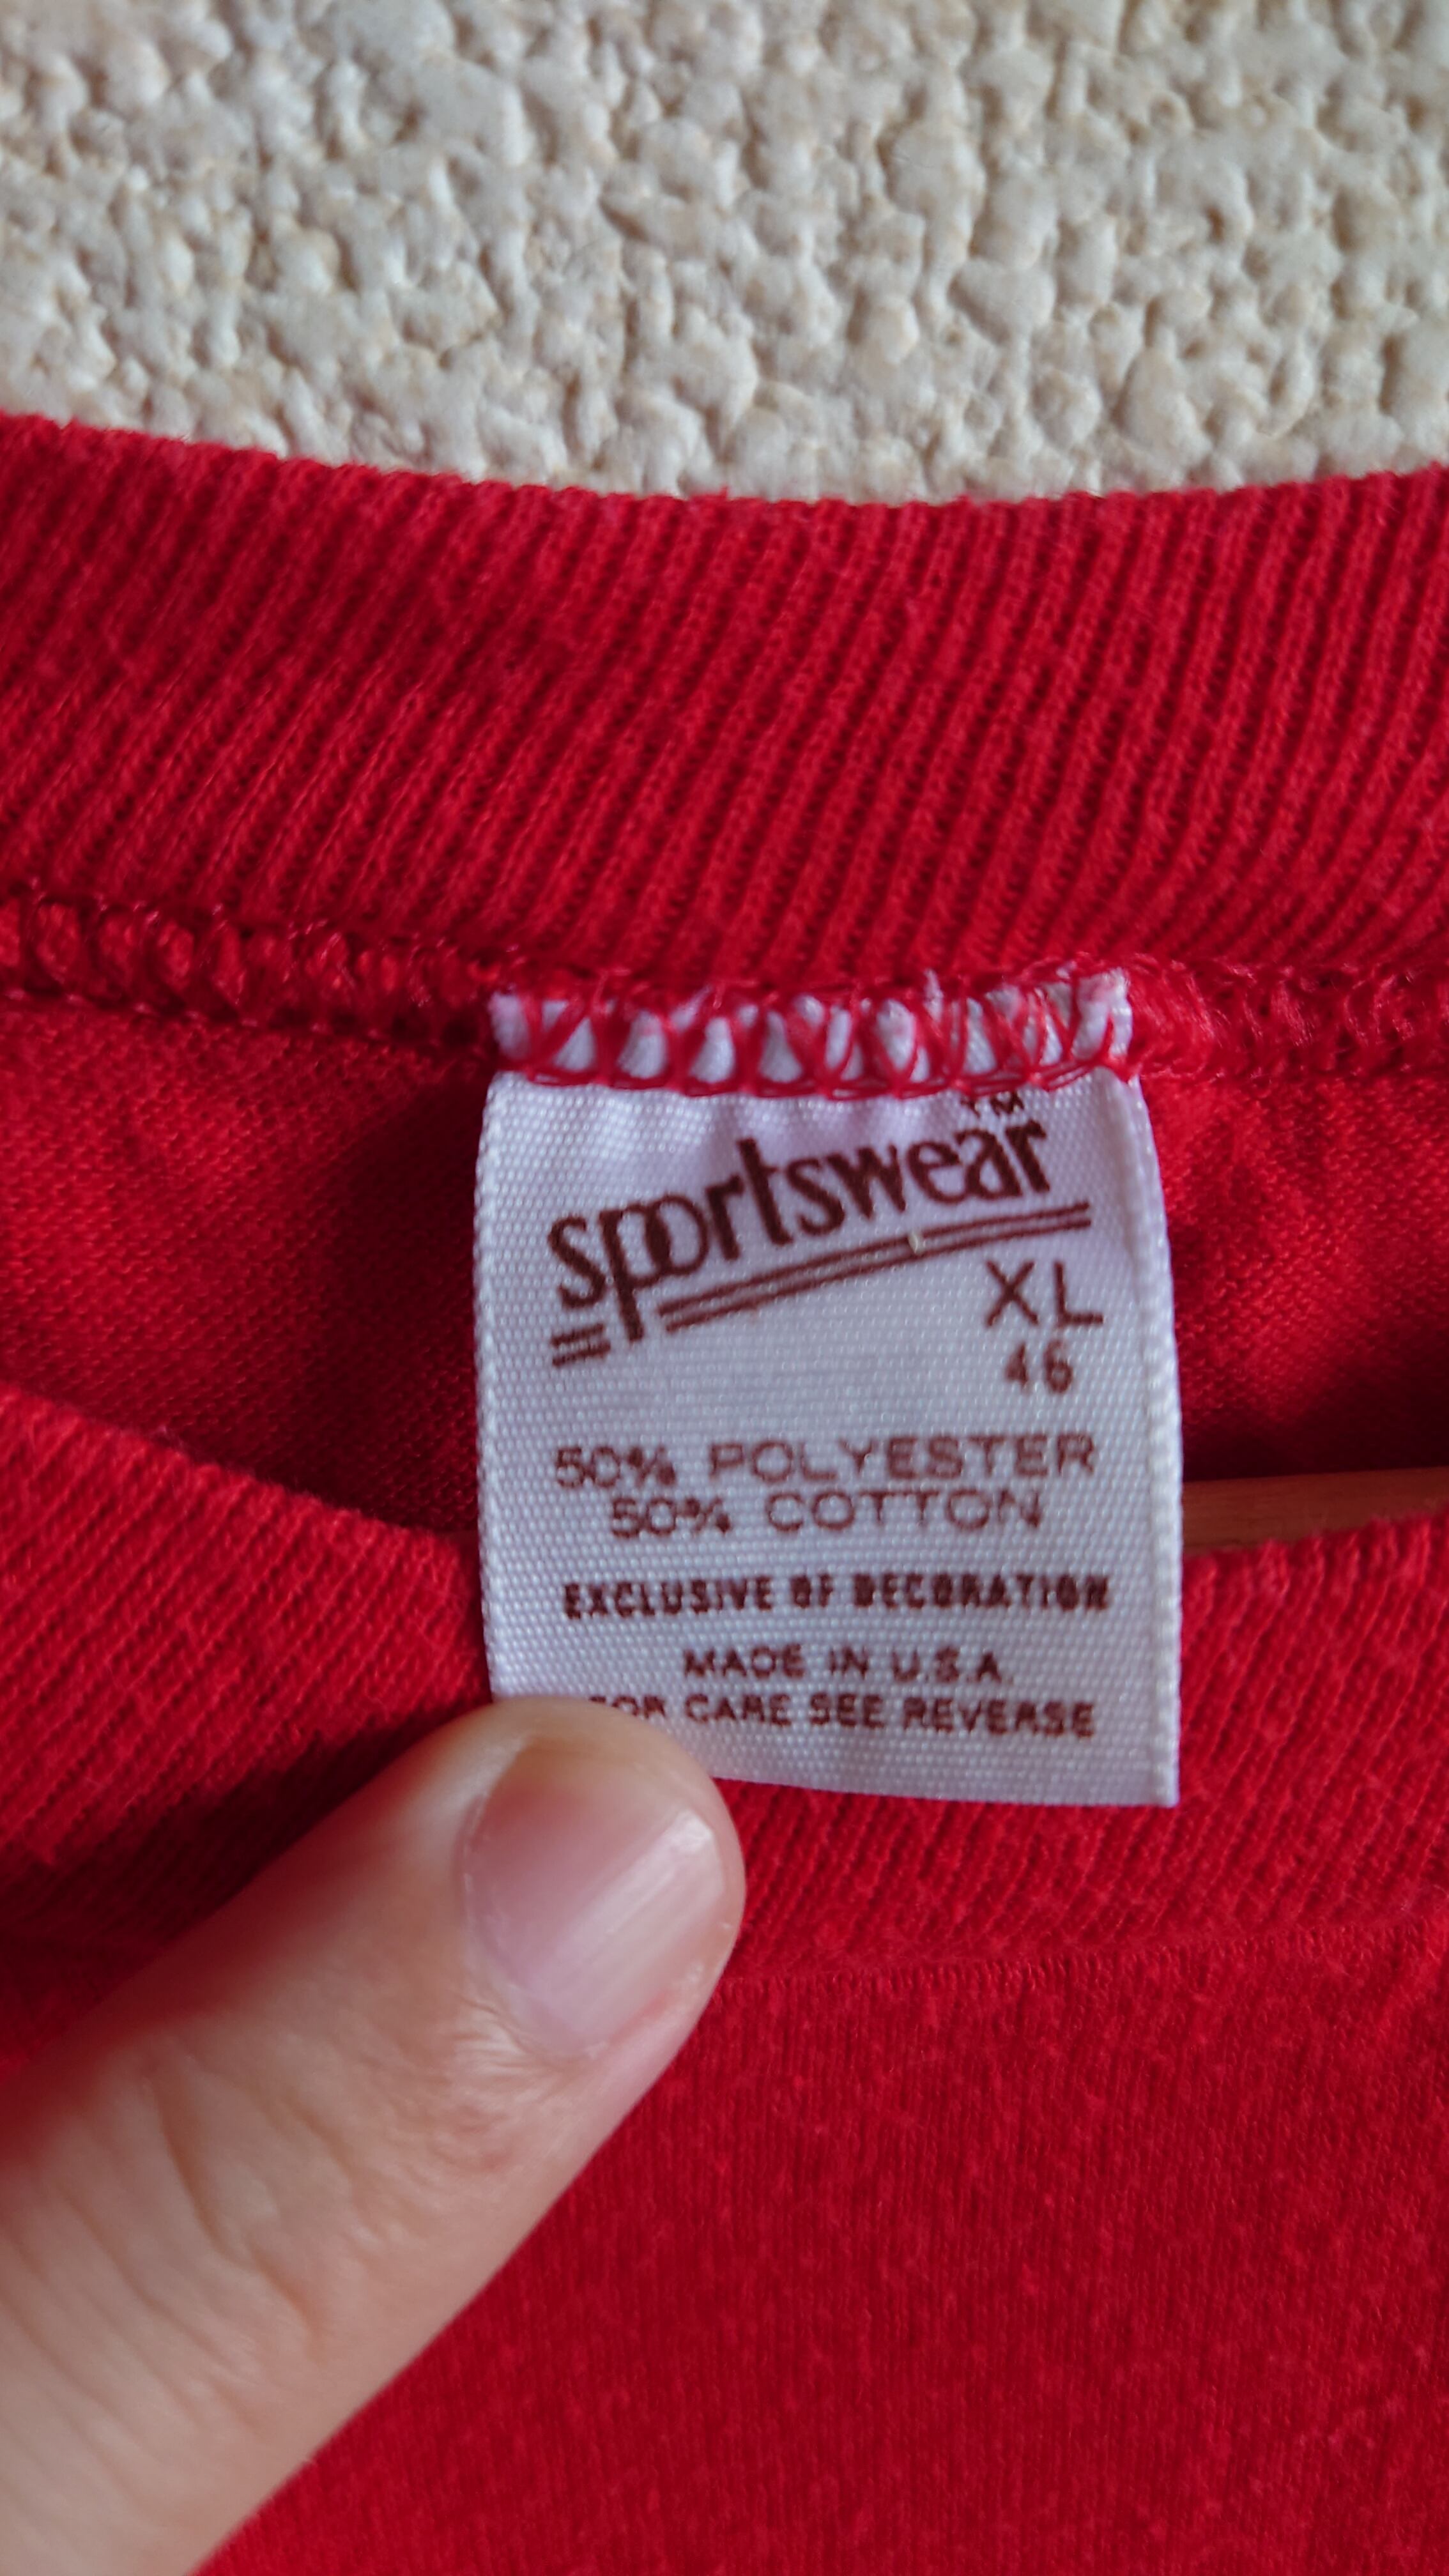 TM
sportswear
XL
46
50% POLYESTER
50% COTTON
EXCLUSIVE OF DECORATION
MADE IN U.S.A.
FOR CARE SEE REVERSE